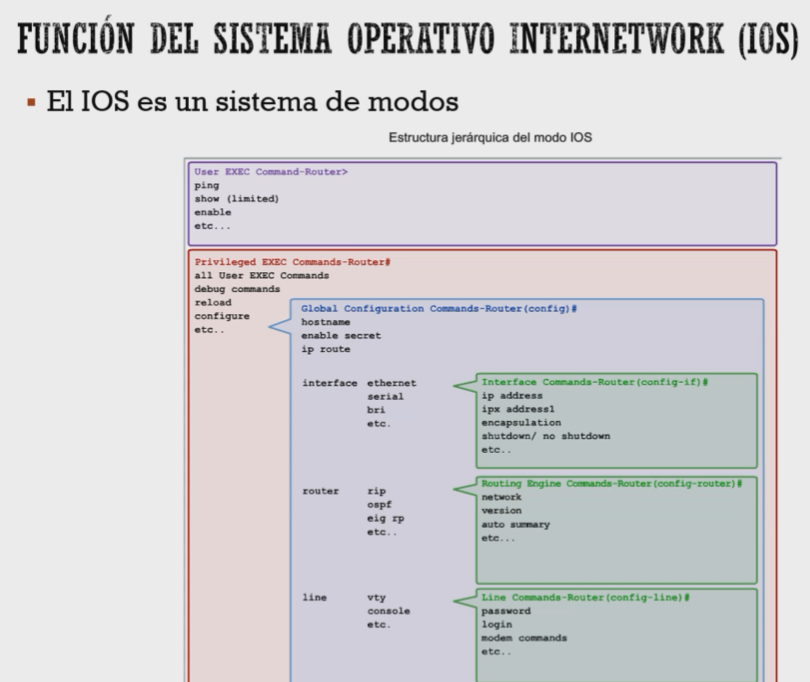 FUNCIÓN DEL SISTEMA OPERATIVO INTERNETWORK (IOS)
El IOS es un sistema de modos
Estructura jerárquica del modo IOS
User EXEC Command-Router>
ping
show (limited)
enable
etc...
Privileged EXEC Commands-Router#
all User EXEC Commands
debug commands
reload
configure
etc..
Global Configuration Commands-Router(config)#
hostname
enable secret
ip route
interface ethernet
serial
bri
etc.
Interface Commands-Router(config-if)#
ip address
ipx address1
encapsulation
shutdown/ no shutdown
etc..
router rip
ospf
eig rp
etc..
Routing Engine Commands-Router(config-router)#
network
version
auto summary
etc...
line vty
console
etc.
Line Commands-Router(config-line)#
password
login
modem commands
etc..